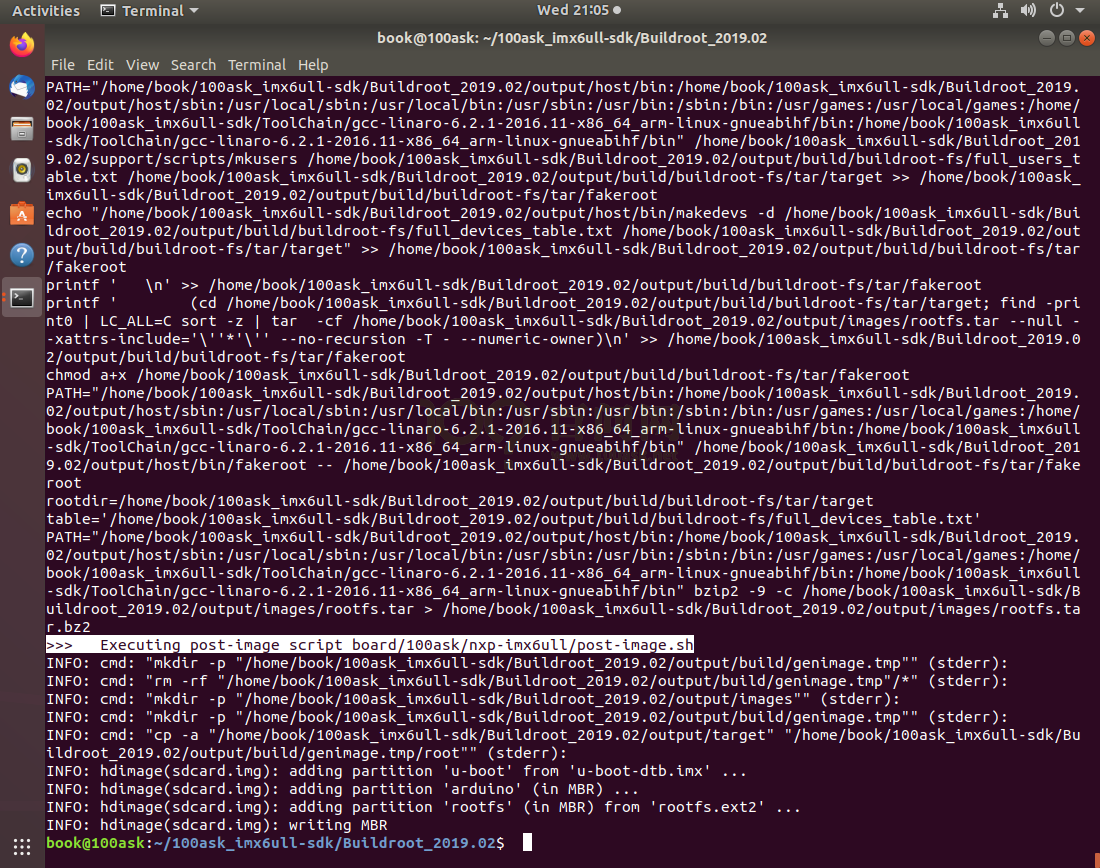 Activities
Terminal
Wed 21:05
book@100ask: ~/100ask_imx6ull-sdk/Buildroot_2019.02
File Edit View Search Terminal Help
PATH="/home/book/100ask_imx6ull-sdk/Buildroot_2019.02/output/host/bin:/home/book/100ask_imx6ull-sdk/Buildroot_2019.
02/output/host/sbin:/usr/local/sbin:/usr/local/bin:/usr/sbin:/usr/bin:/sbin:/bin:/usr/games:/usr/local/games:/home/
book/100ask_imx6ull-sdk/ToolChain/gcc-linaro-6.2.1-2016.11-x86_64_arm-linux-gnueabihf/bin:/home/book/100ask_imx6ull
-sdk/ToolChain/gcc-linaro-6.2.1-2016.11-x86_64_arm-linux-gnueabihf/bin" /home/book/100ask_imx6ull-sdk/Buildroot_201
9.02/support/scripts/mkusers /home/book/100ask_imx6ull-sdk/Buildroot_2019.02/output/build/buildroot-fs/full_users_t
able.txt /home/book/100ask_imx6ull-sdk/Buildroot_2019.02/output/build/buildroot-fs/tar/target >> /home/book/100ask_
imx6ull-sdk/Buildroot_2019.02/output/build/buildroot-fs/tar/fakeroot
echo "/home/book/100ask_imx6ull-sdk/Buildroot_2019.02/output/host/bin/makedevs -d /home/book/100ask_imx6ull-sdk/Bui
ldroot_2019.02/output/build/buildroot-fs/full_devices_table.txt /home/book/100ask_imx6ull-sdk/Buildroot_2019.02/out
put/build/buildroot-fs/tar/target" >> /home/book/100ask_imx6ull-sdk/Buildroot_2019.02/output/build/buildroot-fs/tar
/fakeroot
printf '   \n' >> /home/book/100ask_imx6ull-sdk/Buildroot_2019.02/output/build/buildroot-fs/tar/fakeroot
printf '        (cd /home/book/100ask_imx6ull-sdk/Buildroot_2019.02/output/build/buildroot-fs/tar/target; find -pri
nt0 | LC_ALL=C sort -z | tar  -cf /home/book/100ask_imx6ull-sdk/Buildroot_2019.02/output/images/rootfs.tar --null -
-xattrs-include='\''*'\'' --no-recursion -T - --numeric-owner)\n' >> /home/book/100ask_imx6ull-sdk/Buildroot_2019.0
2/output/build/buildroot-fs/tar/fakeroot
chmod a+x /home/book/100ask_imx6ull-sdk/Buildroot_2019.02/output/build/buildroot-fs/tar/fakeroot
PATH="/home/book/100ask_imx6ull-sdk/Buildroot_2019.02/output/host/bin:/home/book/100ask_imx6ull-sdk/Buildroot_2019.
02/output/host/sbin:/usr/local/sbin:/usr/local/bin:/usr/sbin:/usr/bin:/sbin:/bin:/usr/games:/usr/local/games:/home/
book/100ask_imx6ull-sdk/ToolChain/gcc-linaro-6.2.1-2016.11-x86_64_arm-linux-gnueabihf/bin:/home/book/100ask_imx6ull
-sdk/ToolChain/gcc-linaro-6.2.1-2016.11-x86_64_arm-linux-gnueabihf/bin" /home/book/100ask_imx6ull-sdk/Buildroot_201
9.02/output/host/bin/fakeroot -- /home/book/100ask_imx6ull-sdk/Buildroot_2019.02/output/build/buildroot-fs/tar/fake
root
rootdir=/home/book/100ask_imx6ull-sdk/Buildroot_2019.02/output/build/buildroot-fs/tar/target
table='/home/book/100ask_imx6ull-sdk/Buildroot_2019.02/output/build/buildroot-fs/full_devices_table.txt'
PATH="/home/book/100ask_imx6ull-sdk/Buildroot_2019.02/output/host/bin:/home/book/100ask_imx6ull-sdk/Buildroot_2019.
02/output/host/sbin:/usr/local/sbin:/usr/local/bin:/usr/sbin:/usr/bin:/sbin:/bin:/usr/games:/usr/local/games:/home/
book/100ask_imx6ull-sdk/ToolChain/gcc-linaro-6.2.1-2016.11-x86_64_arm-linux-gnueabihf/bin:/home/book/100ask_imx6ull
-sdk/ToolChain/gcc-linaro-6.2.1-2016.11-x86_64_arm-linux-gnueabihf/bin" bzip2 -9 -c /home/book/100ask_imx6ull-sdk/B
uildroot_2019.02/output/images/rootfs.tar > /home/book/100ask_imx6ull-sdk/Buildroot_2019.02/output/images/rootfs.ta
r.bz2
>>>   Executing post-image script board/100ask/nxp-imx6ull/post-image.sh
INFO: cmd: "mkdir -p "/home/book/100ask_imx6ull-sdk/Buildroot_2019.02/output/build/genimage.tmp"" (stderr):
INFO: cmd: "rm -rf "/home/book/100ask_imx6ull-sdk/Buildroot_2019.02/output/build/genimage.tmp"/*" (stderr):
INFO: cmd: "mkdir -p "/home/book/100ask_imx6ull-sdk/Buildroot_2019.02/output/images"" (stderr):
INFO: cmd: "mkdir -p "/home/book/100ask_imx6ull-sdk/Buildroot_2019.02/output/build/genimage.tmp"" (stderr):
INFO: cmd: "cp -a "/home/book/100ask_imx6ull-sdk/Buildroot_2019.02/output/target" "/home/book/100ask_imx6ull-sdk/Bu
ildroot_2019.02/output/build/genimage.tmp/root"" (stderr):
INFO: hdimage(sdcard.img): adding partition 'u-boot' from 'u-boot-dtb.imx' ...
INFO: hdimage(sdcard.img): adding partition 'arduino' (in MBR) ...
INFO: hdimage(sdcard.img): adding partition 'rootfs' (in MBR) from 'rootfs.ext2' ...
INFO: hdimage(sdcard.img): writing MBR
book@100ask:~/100ask_imx6ull-sdk/Buildroot_2019.02$